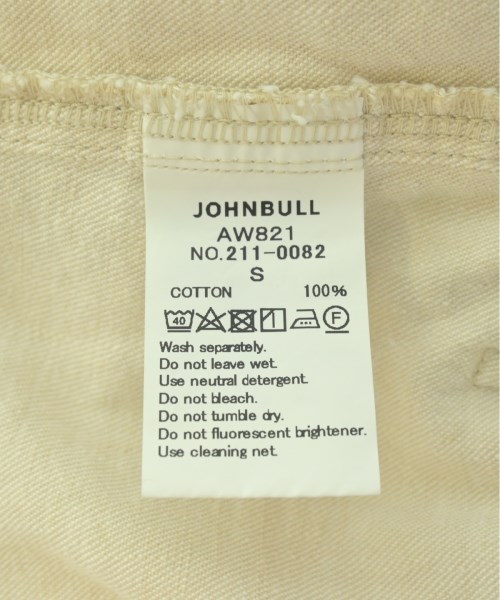 JOHNBULL
AW821
NO.211-0082
S
COTTON 100%
40 F
Wash separately.
Do not leave wet.
Use neutral detergent.
Do not bleach.
Do not tumble dry.
Do not fluorescent brightener.
Use cleaning net.